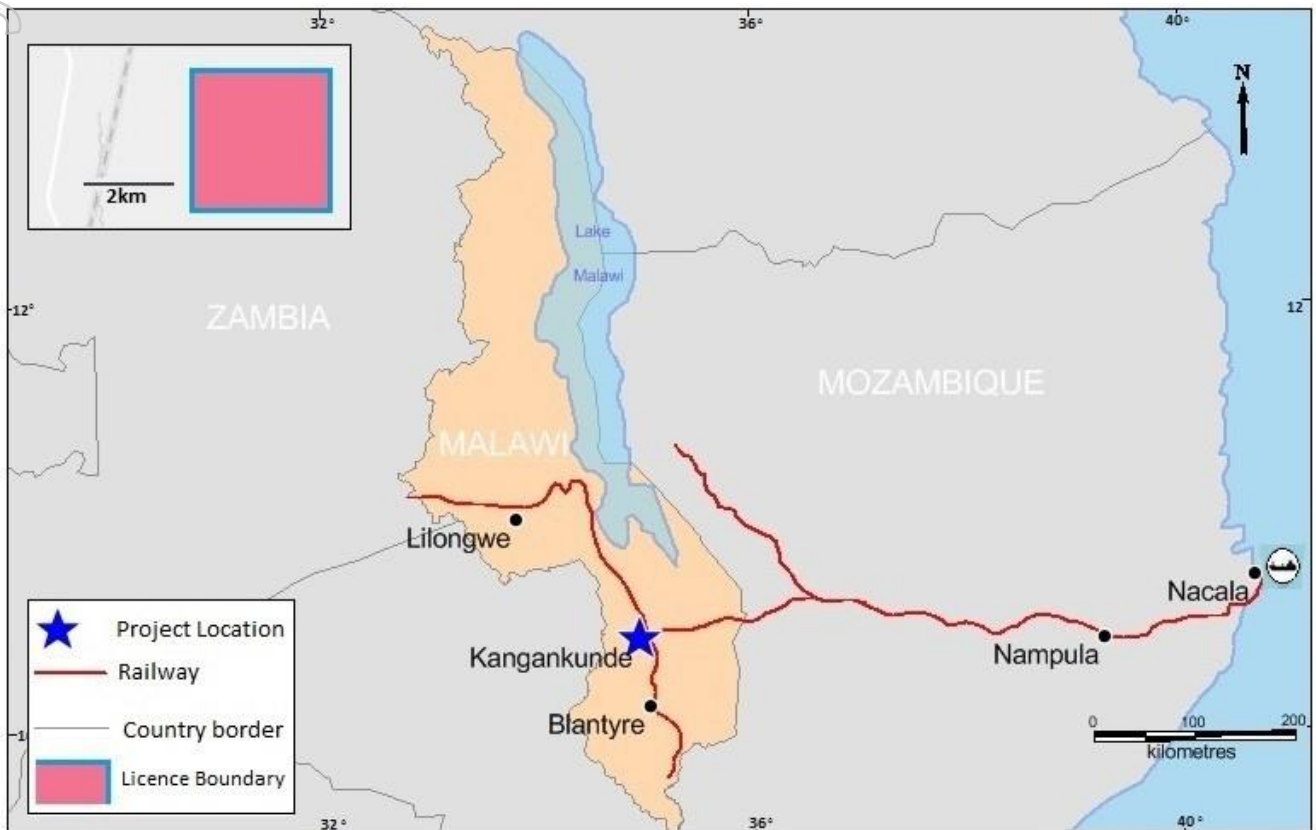 32°
36°
40°
N
2km
Lake
Malawi
12°
12
ZAMBIA
MOZAMBIQUE
MALAWI
Lilongwe
Nacala
Kangankunde
Nampula
Blantyre
Project Location
Railway
Country border
Licence Boundary
0 100 200
kilometres
32°
36°
40°